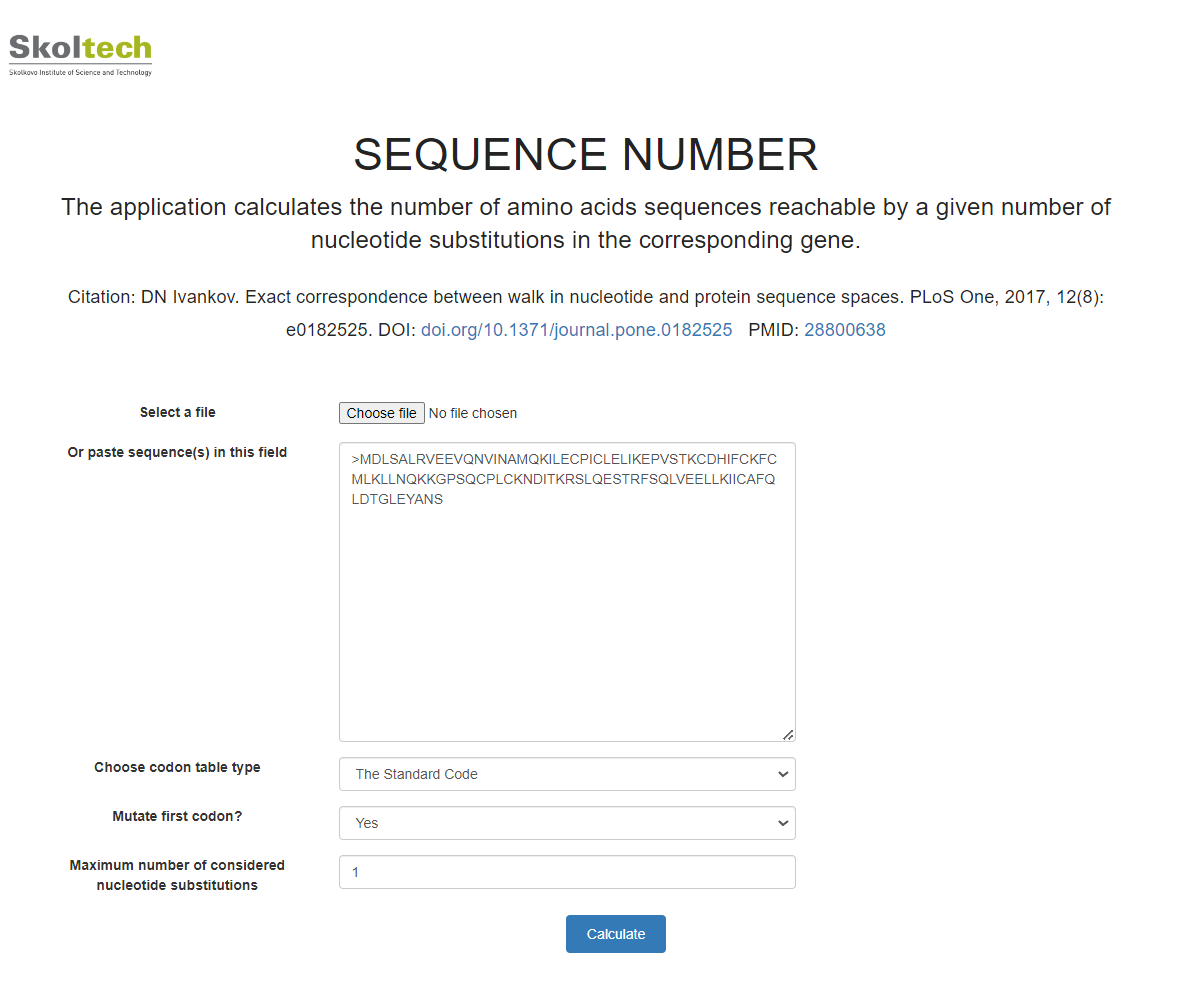 Skoltech
Skolkovo Institute of Science and Technology
SEQUENCE NUMBER
The application calculates the number of amino acids sequences reachable by a given number of
nucleotide substitutions in the corresponding gene.
Citation: DN Ivankov. Exact correspondence between walk in nucleotide and protein sequence spaces. PLoS One, 2017, 12(8):
e0182525. DOI: doi.org/10.1371/journal.pone.0182525 PMID: 28800638
Select a file
Choose file No file chosen
Or paste sequence(s) in this field
>MDLSALRVEEVQNVINAMQKILECPICLELIKEPVSTKCDHIFCKFC
MLKLLNQKKGPSQCPLCKNDITKRSLQESTRFSQLVEELLKIICAFQ
LDTGLEYANS
Choose codon table type
The Standard Code
Mutate first codon?
Yes
Maximum number of considered
nucleotide substitutions
1
Calculate